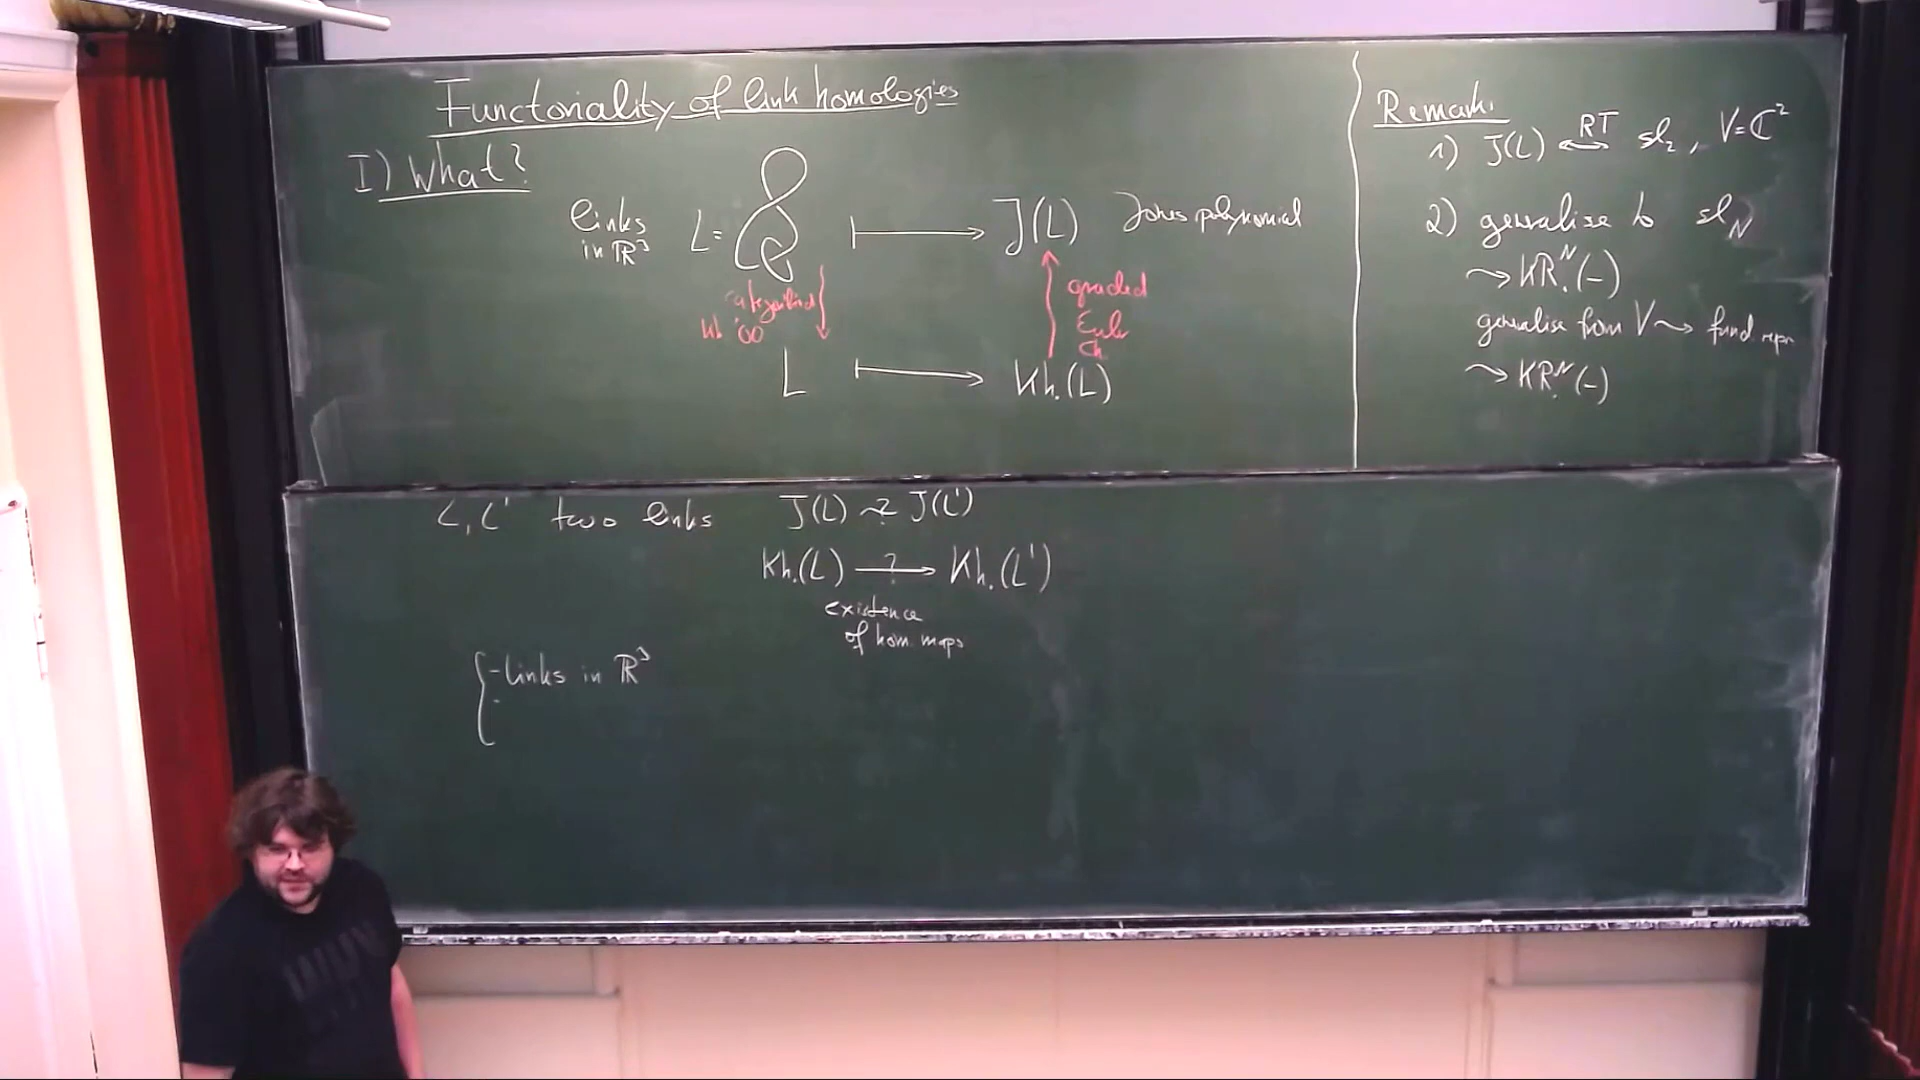 Functoriality of link homologies
I) What?
links in ℝ³ L= ⟼ J(L) Jones polynomial
categorified Kh '00
graded Euler Ch.
L ⟼ Kh.(L)
Remark:
1) J(L) ⟷ RT sl₂, V=ℂ²
2) generalise to sl_N
⇝ KR.ᴺ(-)
generalise from V ⇝ fund. repr
⇝ KR.ᴺ(-)
L, L' two links J(L) ~? J(L')
Kh.(L) —?→ Kh.(L')
existence
of hom. maps
{ - links in ℝ³
-